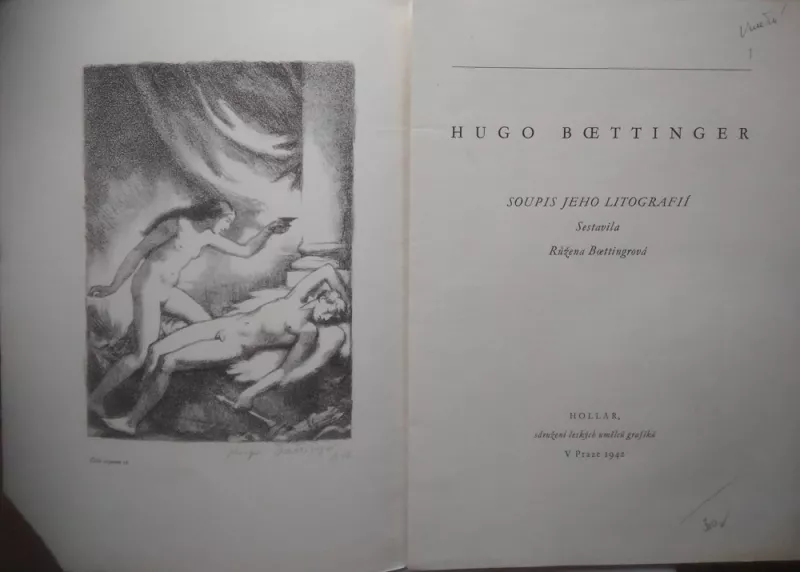 HUGO BŒTTINGER
SOUPIS JEHO LITOGRAFIÍ
Sestavila
Růžena Bœttingrová
HOLLAR,
sdružení českých umělců grafiků
V Praze 1942